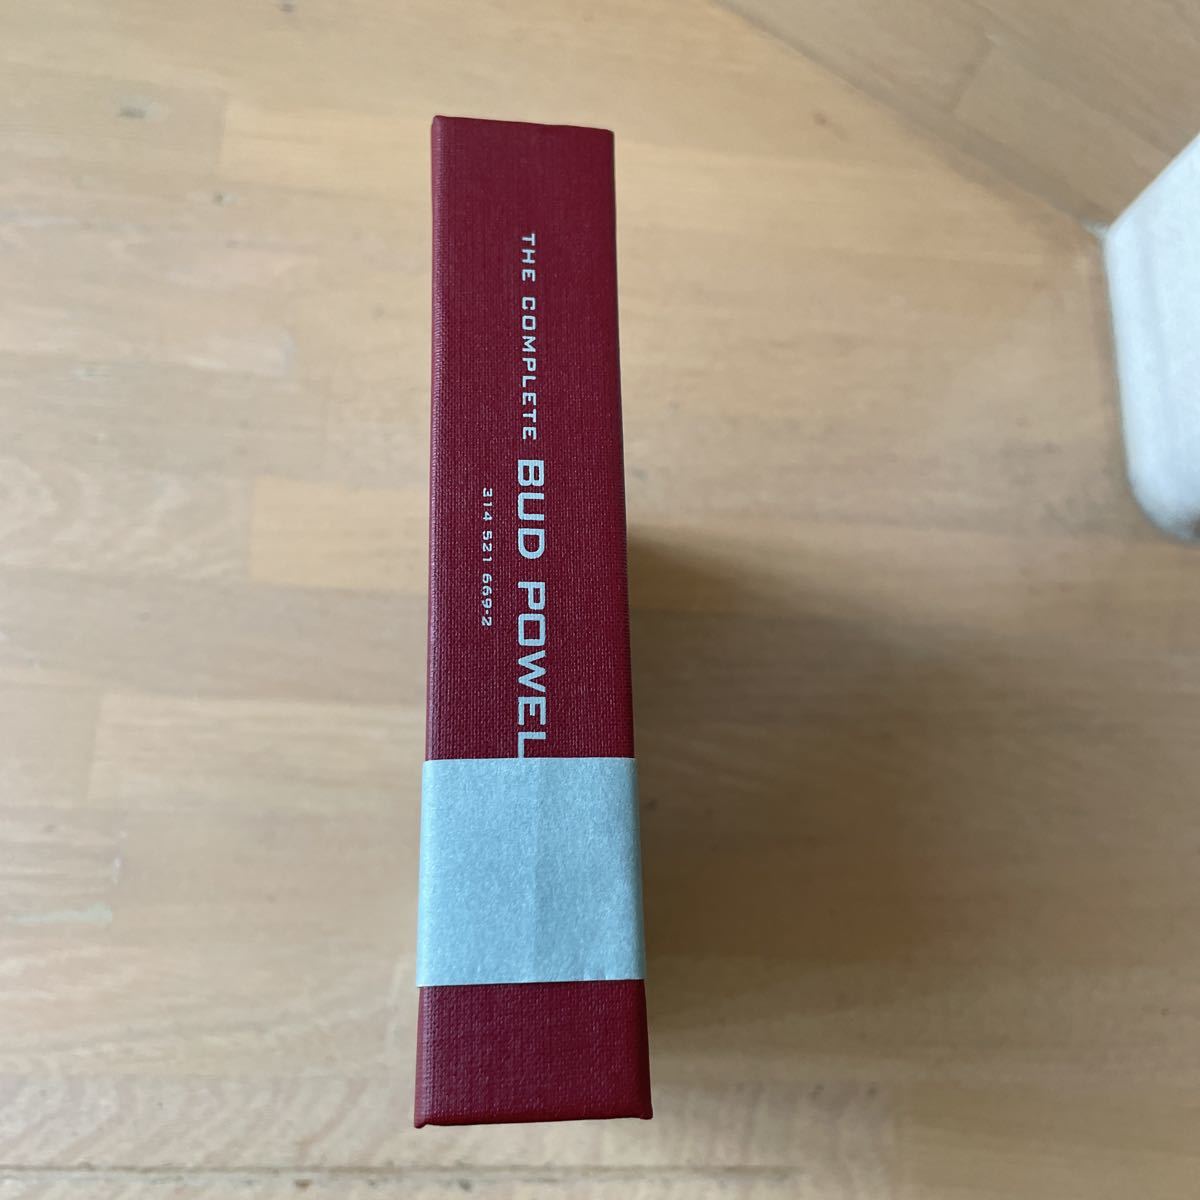 THE COMPLETE BUD POWEL
314 521 669-2